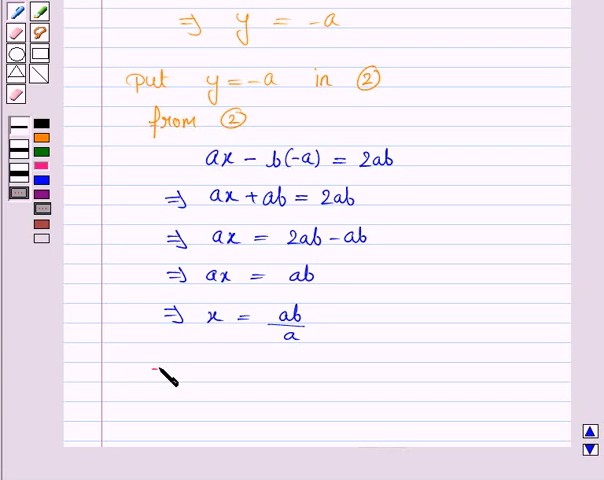 ⇒ y = -a
put y = -a in ②
from ②
ax - b(-a) = 2ab
⇒ ax + ab = 2ab
⇒ ax = 2ab - ab
⇒ ax = ab
⇒ x = ab/a